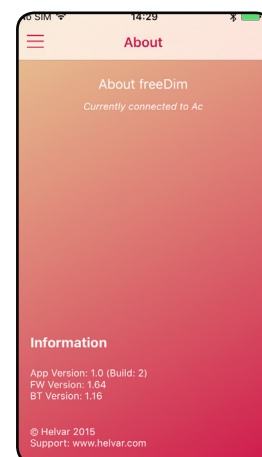 No SIM 14:29
About
About freeDim
Currently connected to Ac
Information
App Version: 1.0 (Build: 2)
FW Version: 1.64
BT Version: 1.16
© Helvar 2015
Support: www.helvar.com